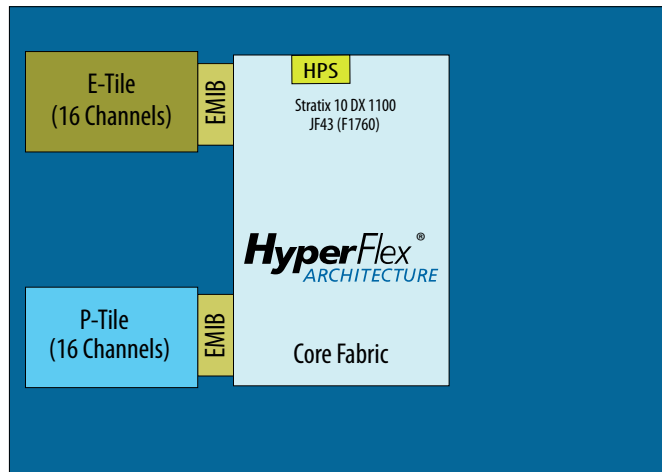 E-Tile
(16 Channels)
EMIB
HPS
Stratix 10 DX 1100
JF43 (F1760)
HyperFlex®
ARCHITECTURE
P-Tile
(16 Channels)
EMIB
Core Fabric